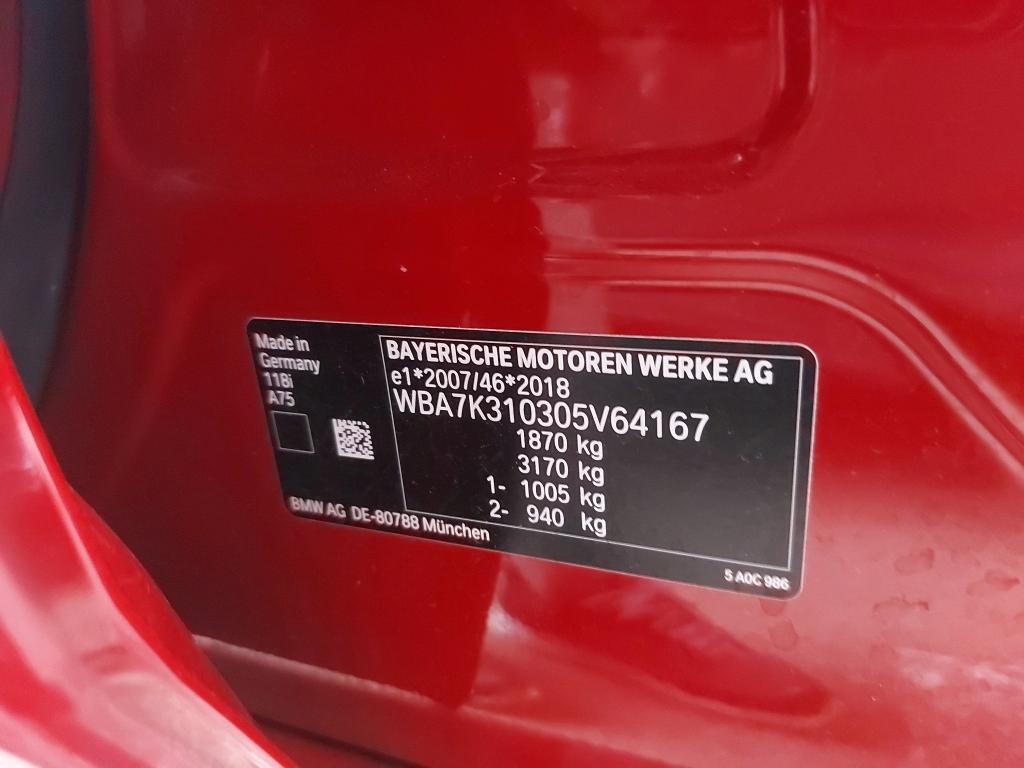 Made in
Germany
118i
A75
BAYERISCHE MOTOREN WERKE AG
e1*2007/46*2018
WBA7K310305V64167
1870 kg
3170 kg
1- 1005 kg
2- 940 kg
BMW AG DE-80788 München
5 A0C 986